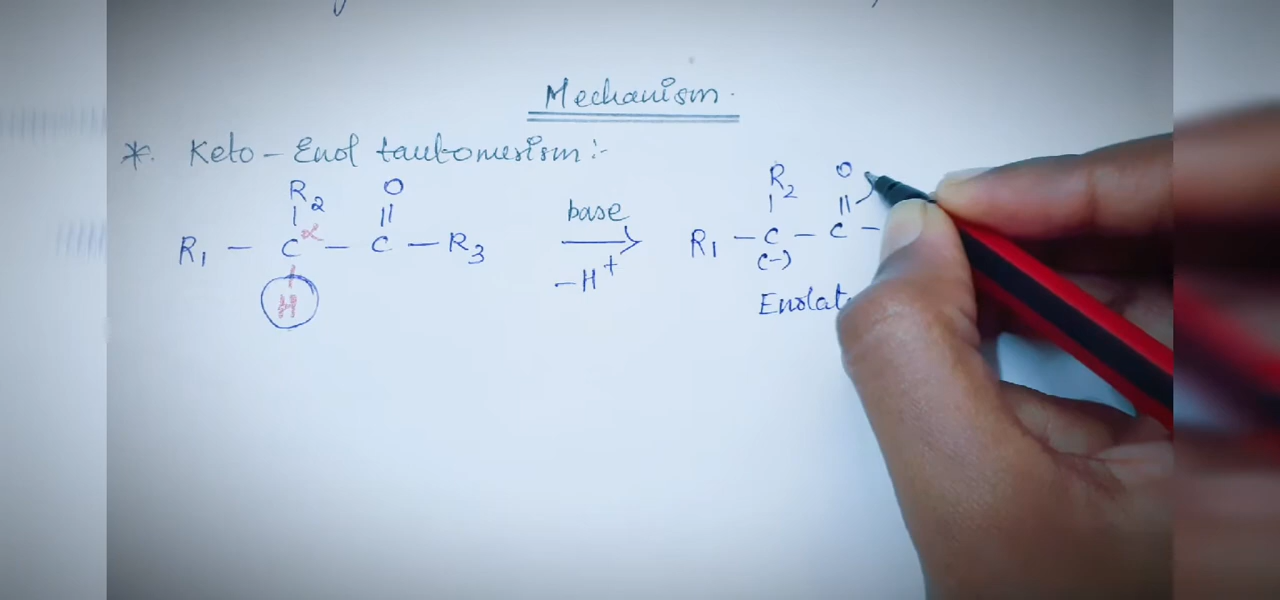 Mechanism.
*. Keto - Enol tautomerism :-
R2 O
R1 - C α - C - R3
H
base
-H+
R2 O
R1 - C - C -
(-)
Enolat